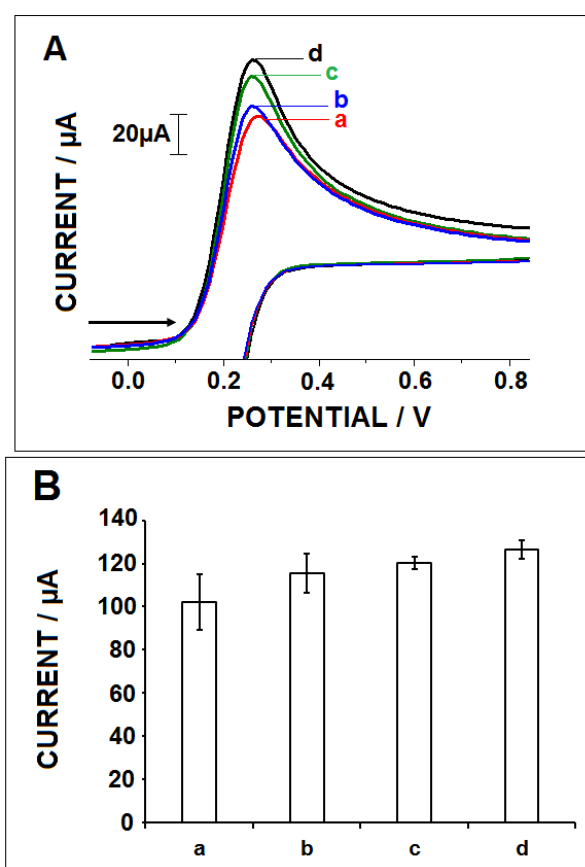 A
d
c
b
a
20µA
CURRENT / µA
0.0 0.2 0.4 0.6 0.8
POTENTIAL / V
B
140
120
100
80
60
40
20
0
CURRENT / µA
a b c d